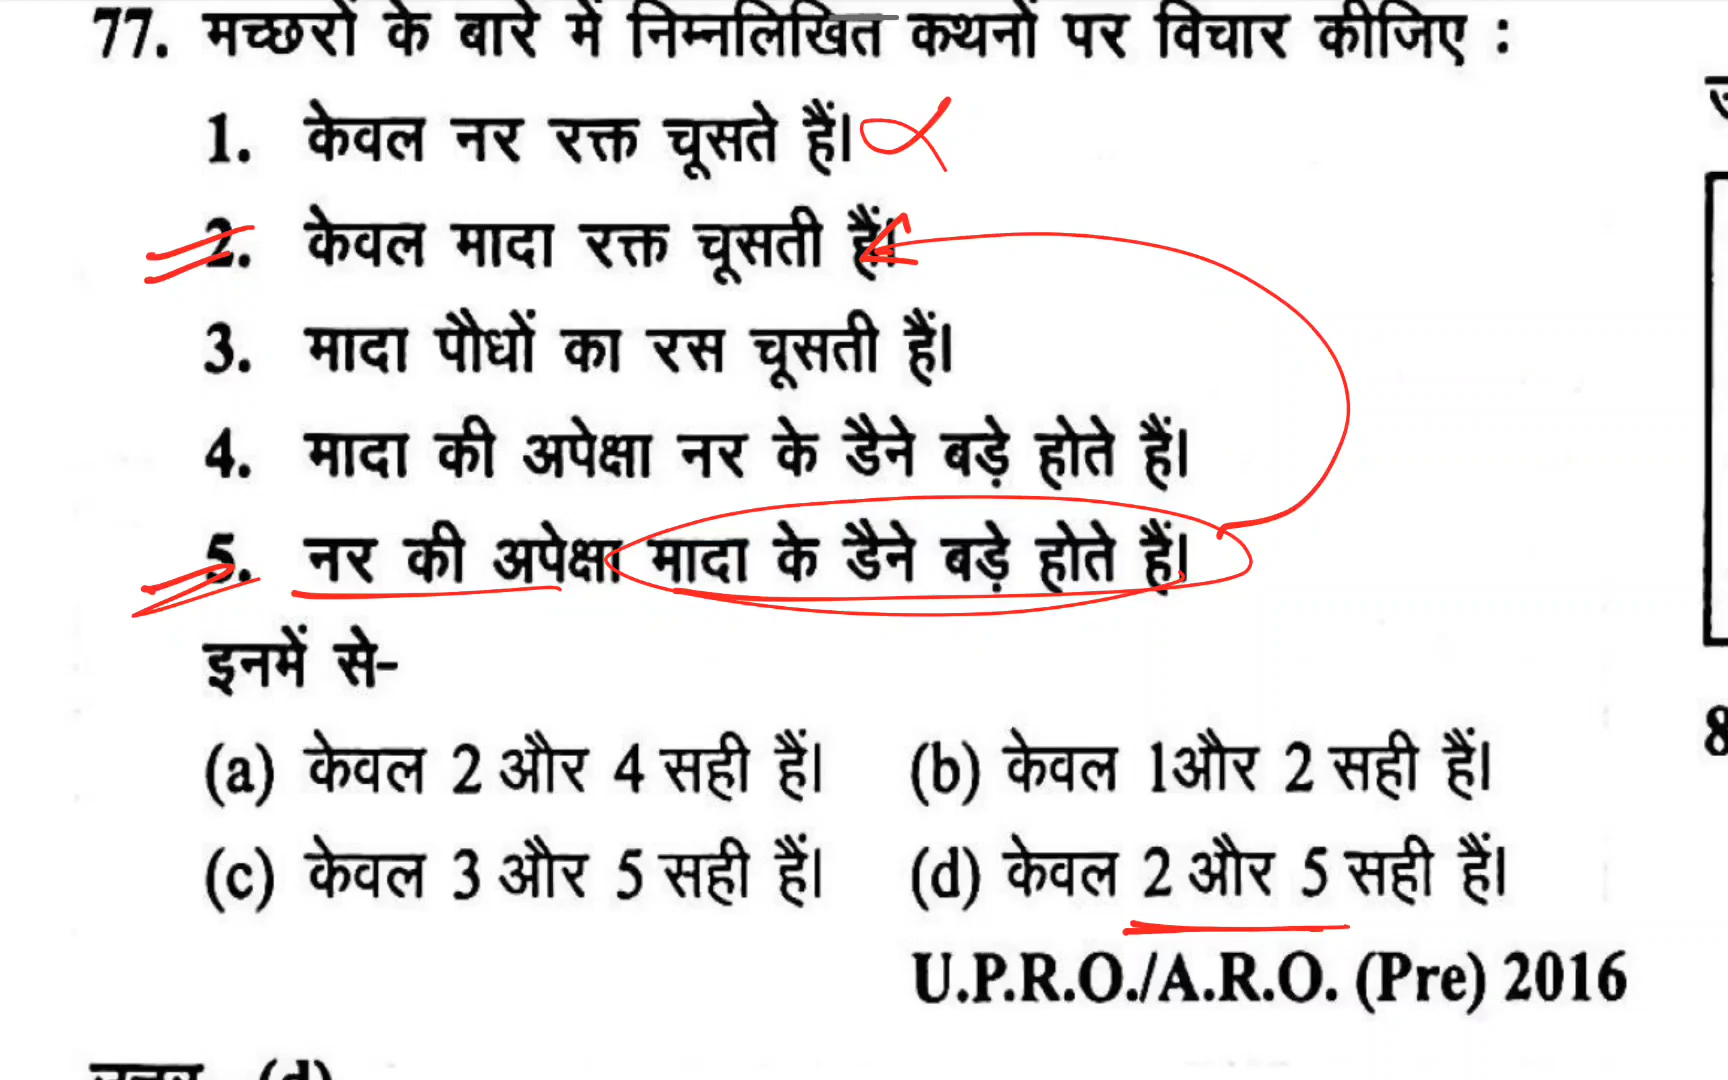 77. मच्छरों के बारे में निम्नलिखित कथनों पर विचार कीजिए :
1. केवल नर रक्त चूसते हैं।
2. केवल मादा रक्त चूसती हैं।
3. मादा पौधों का रस चूसती हैं।
4. मादा की अपेक्षा नर के डैने बड़े होते हैं।
5. नर की अपेक्षा मादा के डैने बड़े होते हैं।
इनमें से-
(a) केवल 2 और 4 सही हैं। (b) केवल 1और 2 सही हैं।
(c) केवल 3 और 5 सही हैं। (d) केवल 2 और 5 सही हैं।
U.P.R.O./A.R.O. (Pre) 2016